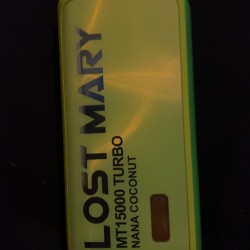 LOST MARY
MT15000 TURBO
NANA COCONUT